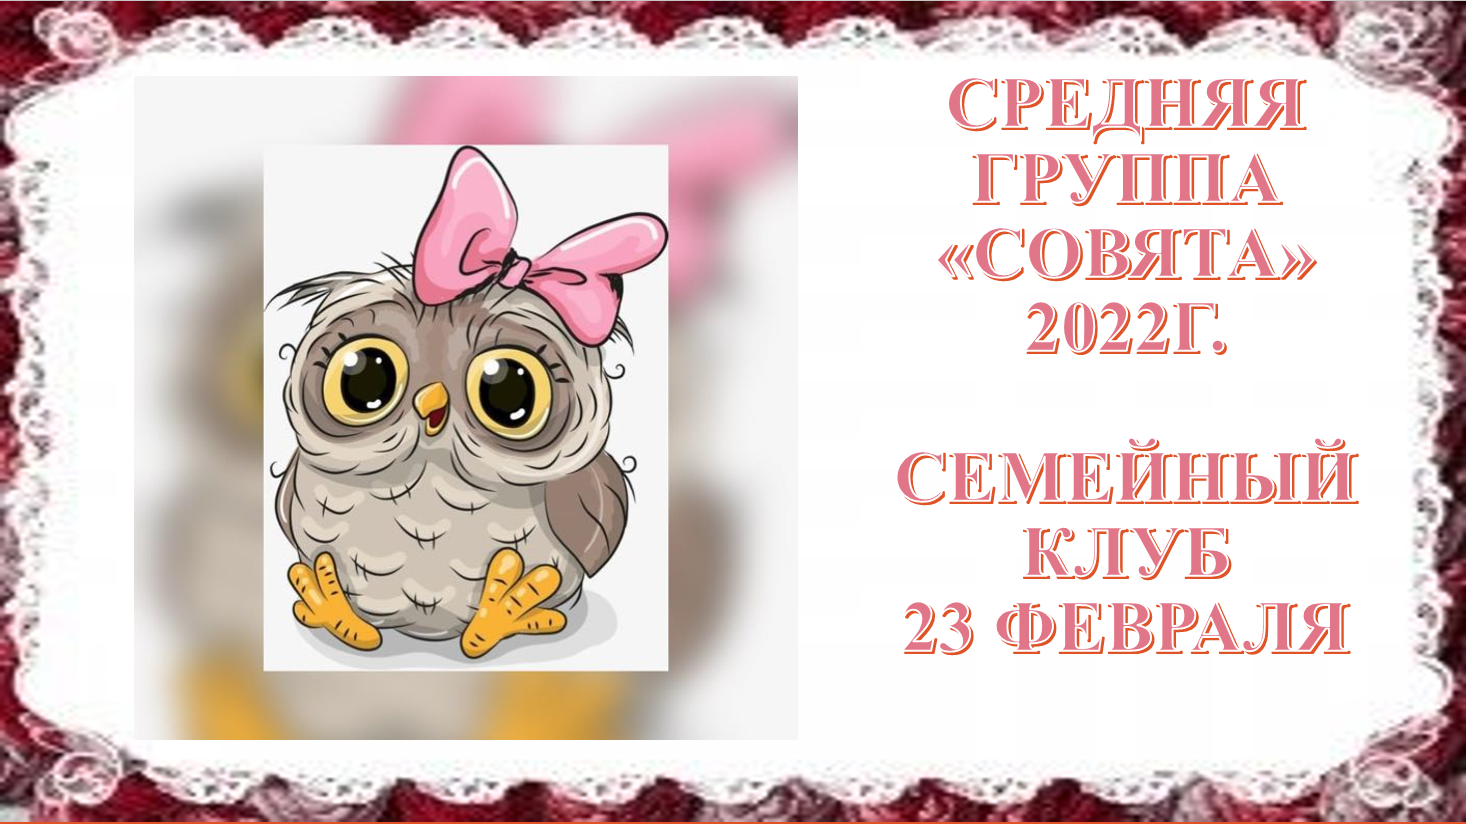 СРЕДНЯЯ
ГРУППА
«СОВЯТА»
2022Г.
СЕМЕЙНЫЙ
КЛУБ
23 ФЕВРАЛЯ